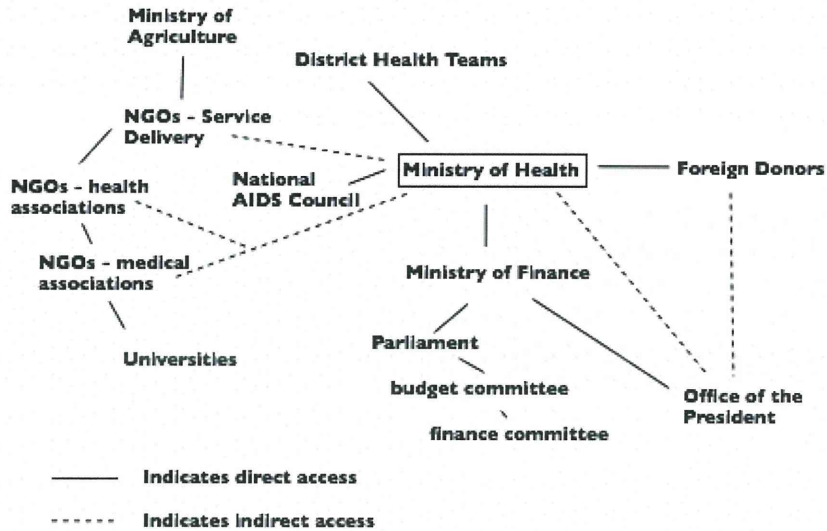 Ministry of
Agriculture
District Health Teams
NGOs - Service
Delivery
Ministry of Health
Foreign Donors
National
AIDS Council
NGOs - health
associations
NGOs - medical
associations
Ministry of Finance
Universities
Parliament
budget committee
finance committee
Office of the
President
Indicates direct access
Indicates indirect access